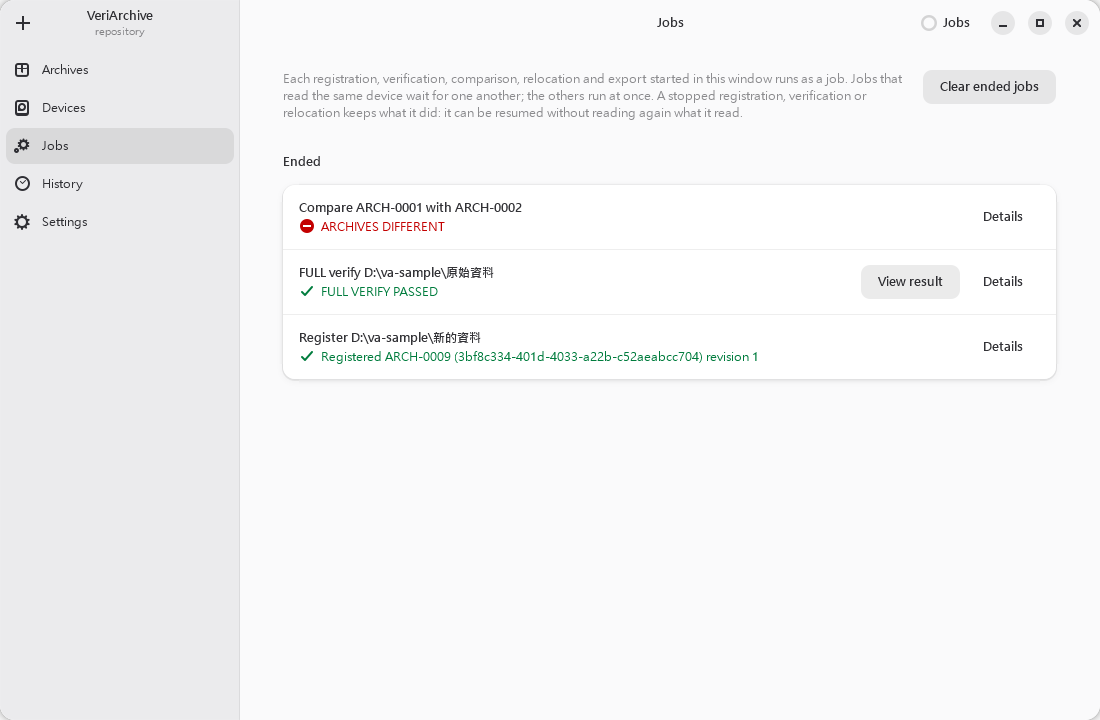 VeriArchive
repository
Archives
Devices
Jobs
History
Settings
Jobs
Jobs
Each registration, verification, comparison, relocation and export started in this window runs as a job. Jobs that
read the same device wait for one another; the others run at once. A stopped registration, verification or
relocation keeps what it did: it can be resumed without reading again what it read.
Clear ended jobs
Ended
Compare ARCH-0001 with ARCH-0002
ARCHIVES DIFFERENT
Details
FULL verify D:\va-sample\原始資料
FULL VERIFY PASSED
View result
Details
Register D:\va-sample\新的資料
Registered ARCH-0009 (3bf8c334-401d-4033-a22b-c52aeabcc704) revision 1
Details